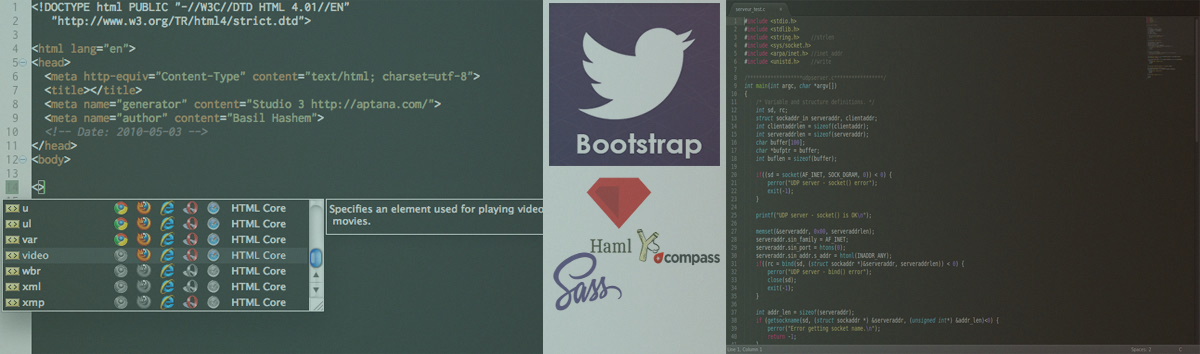 1 <!DOCTYPE html PUBLIC "-//W3C//DTD HTML 4.01//EN"
2 "http://www.w3.org/TR/html4/strict.dtd">
3
4 <html lang="en">
5 <head>
6 <meta http-equiv="Content-Type" content="text/html; charset=utf-8">
7 <title></title>
8 <meta name="generator" content="Studio 3 http://aptana.com/">
9 <meta name="author" content="Basil Hashem">
10 <!-- Date: 2010-05-03 -->
11 </head>
12 <body>
13
<>
<> u HTML Core
<> ul HTML Core
<> var HTML Core
<> video HTML Core
<> wbr HTML Core
<> xml HTML Core
<> xmp HTML Core
Specifies an element used for playing video
movies.
Bootstrap
Haml
compass
Sass
serveur_test.c
1 #include <stdio.h>
2 #include <stdlib.h>
3 #include <string.h> //strlen
4 #include <sys/socket.h>
5 #include <arpa/inet.h> //inet_addr
6 #include <unistd.h> //write
7
8
9 int main(int argc, char *argv[])
10 {
11 /* Variable and structure definitions. */
12 int sd, rc;
13 struct sockaddr_in serveraddr, clientaddr;
14 int clientaddrlen = sizeof(clientaddr);
15 int serveraddrlen = sizeof(serveraddr);
16 char buffer[100];
17 char *bufptr = buffer;
18 int buflen = sizeof(buffer);
19
20 if((sd = socket(AF_INET, SOCK_DGRAM, 0)) < 0) {
21 perror("UDP server - socket() error");
22 exit(-1);
23 }
24
25 printf("UDP server - socket() is OK\n");
26
27 memset(&serveraddr, 0x00, serveraddrlen);
28 serveraddr.sin_family = AF_INET;
29 serveraddr.sin_port = htons(0);
30 serveraddr.sin_addr.s_addr = htonl(INADDR_ANY);
31 if((rc = bind(sd, (struct sockaddr *)&serveraddr, serveraddrlen)) < 0) {
32 perror("UDP server - bind() error");
33 close(sd);
34 exit(-1);
35 }
36
37 int addr_len = sizeof(serveraddr);
38 if (getsockname(sd, (struct sockaddr *) &serveraddr, (unsigned int*) &addr_len)<0) {
39 perror("Error getting socket name.\n");
40 return -1;
Line 1, Column 1
Spaces: 2 C